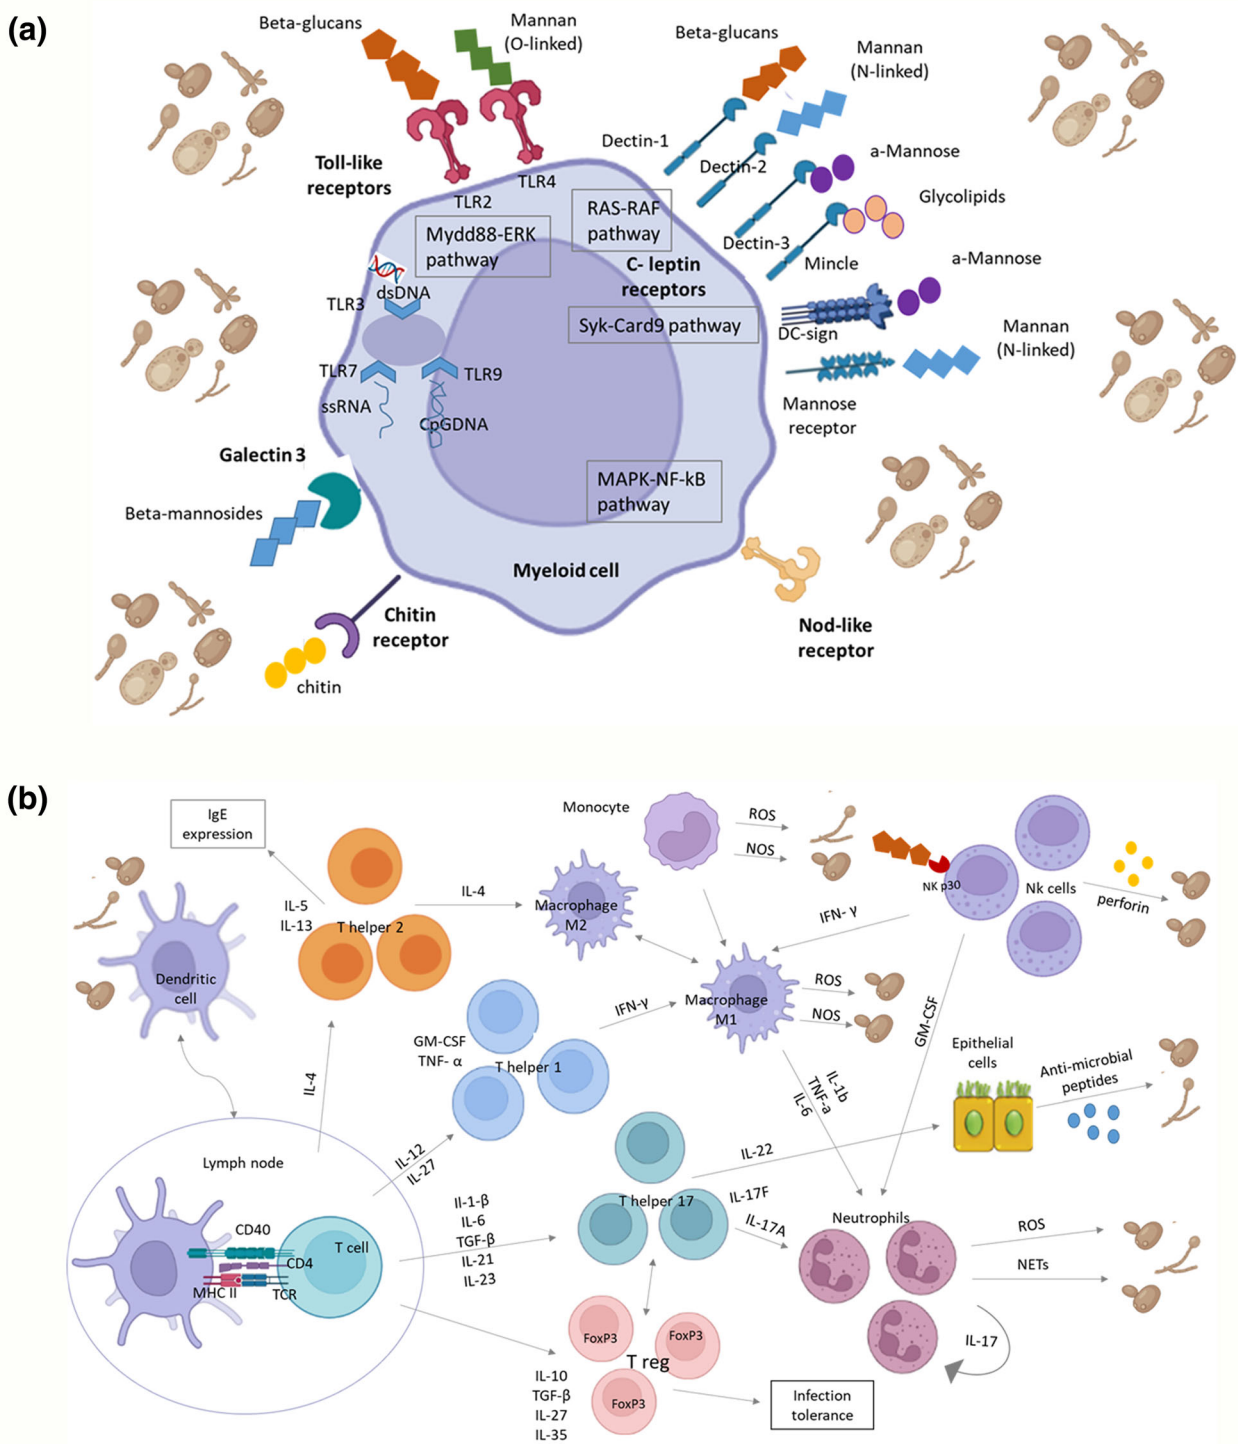 (a)
Beta-glucans
Mannan
(O-linked)
Beta-glucans
Mannan
(N-linked)
Dectin-1
Dectin-2
a-Mannose
Toll-like
receptors
TLR4
TLR2
Glycolipids
RAS-RAF
pathway
Mydd88-ERK
pathway
Dectin-3
C- leptin
receptors
Mincle
a-Mannose
dsDNA
TLR3
Syk-Card9 pathway
DC-sign
Mannan
(N-linked)
TLR7
TLR9
ssRNA
CpGDNA
Mannose
receptor
Galectin 3
MAPK-NF-kB
pathway
Beta-mannosides
Myeloid cell
Chitin
receptor
Nod-like
receptor
chitin
(b)
IgE
expression
Monocyte
ROS
NOS
NK p30
Nk cells
perforin
IL-5
IL-13
T helper 2
IL-4
Macrophage
M2
IFN- γ
Dendritic
cell
Macrophage
M1
ROS
NOS
IFN-γ
GM-CSF
GM-CSF
TNF- α
T helper 1
Epithelial
cells
Anti-microbial
peptides
IL-4
IL-1b
TNF-a
IL-6
Lymph node
IL-12
IL-27
IL-22
Il-1-β
IL-6
TGF-β
IL-21
IL-23
T helper 17
IL-17F
IL-17A
Neutrophils
ROS
NETs
CD40
T cell
CD4
MHC II
TCR
FoxP3
FoxP3
T reg
FoxP3
IL-17
IL-10
TGF-β
IL-27
IL-35
Infection
tolerance